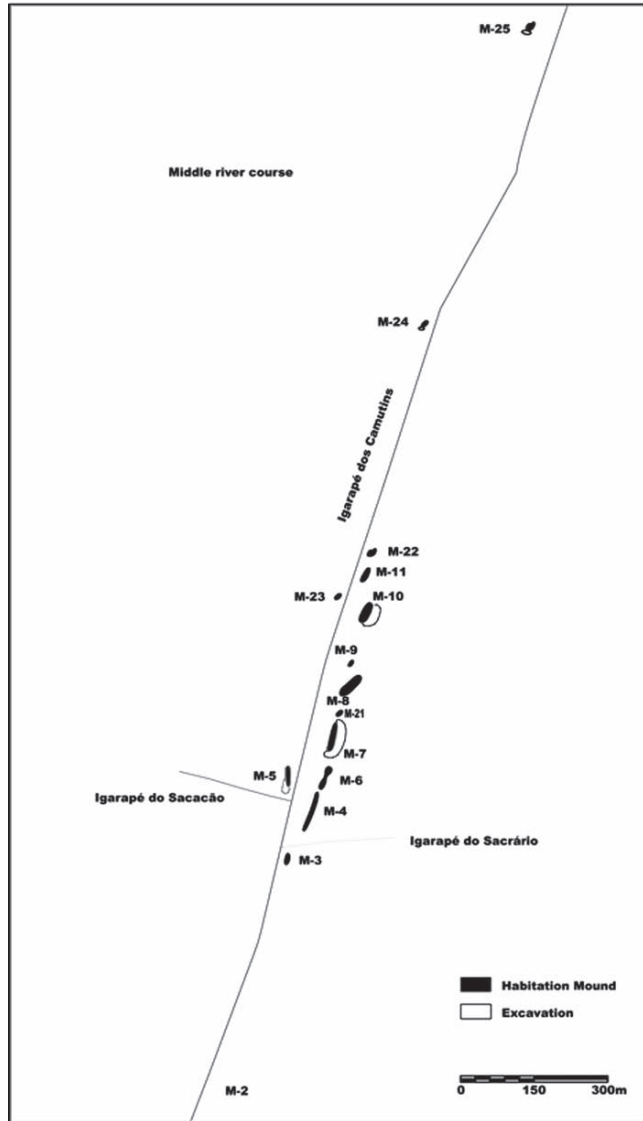 M-25
Middle river course
M-24
Igarapé dos Camutins
M-22
M-11
M-23
M-10
M-9
M-8
M-21
M-7
M-5
M-6
Igarapé do Sacacão
M-4
Igarapé do Sacrário
M-3
Habitation Mound
Excavation
M-2
0 150 300m